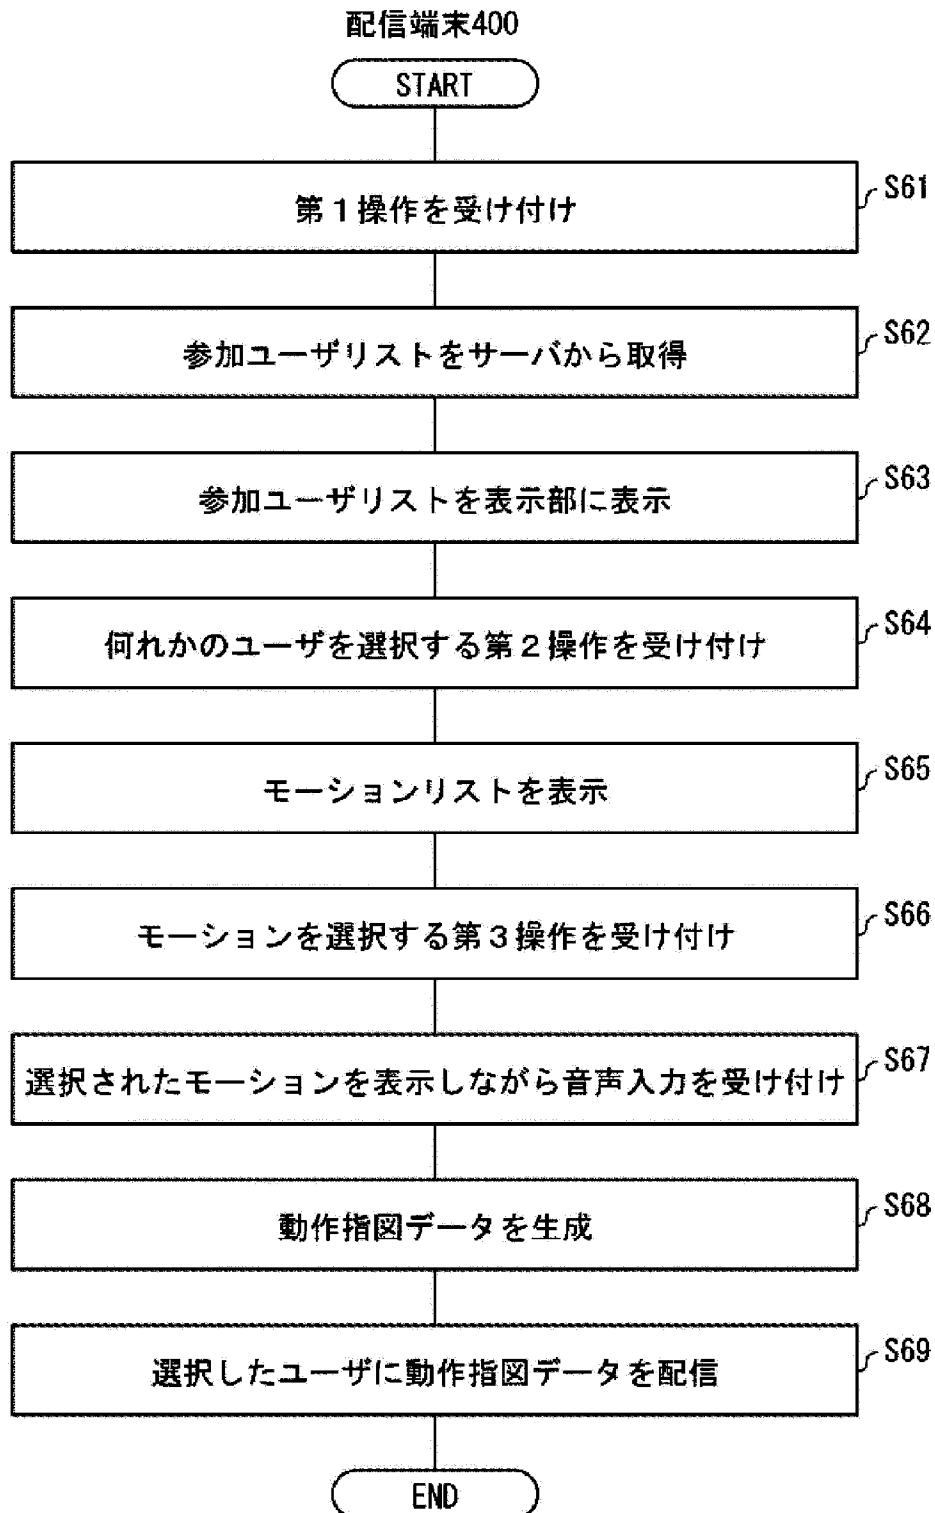 配信端末400
START
第1操作を受け付け
S61
参加ユーザリストをサーバから取得
S62
参加ユーザリストを表示部に表示
S63
何れかのユーザを選択する第2操作を受け付け
S64
モーションリストを表示
S65
モーションを選択する第3操作を受け付け
S66
選択されたモーションを表示しながら音声入力を受け付け
S67
動作指図データを生成
S68
選択したユーザに動作指図データを配信
S69
END